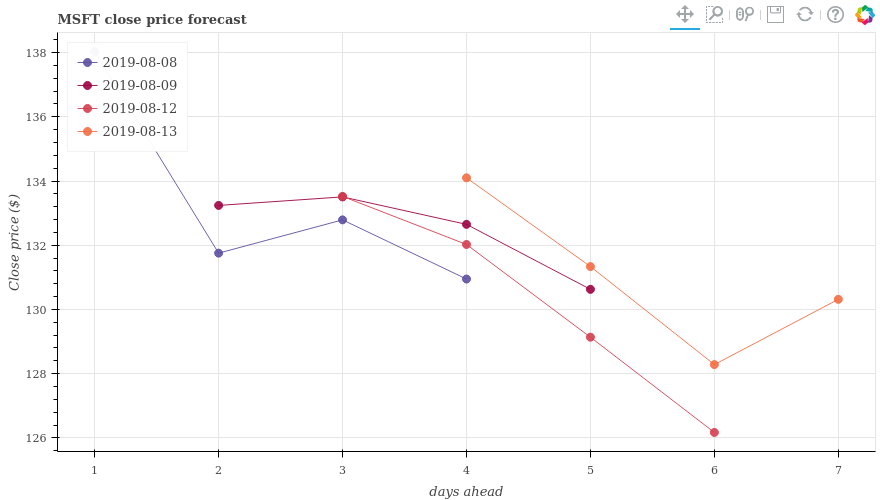 MSFT close price forecast
2019-08-08
2019-08-09
2019-08-12
2019-08-13
Close price ($)
138
136
134
132
130
128
126
1 2 3 4 5 6 7
days ahead